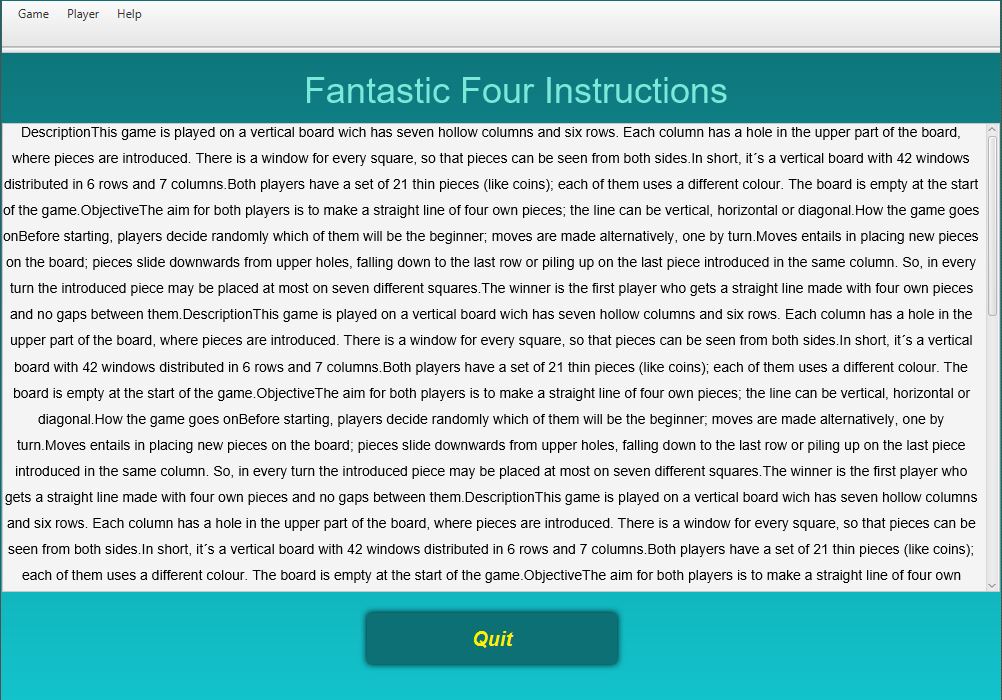 Game Player Help
Fantastic Four Instructions
DescriptionThis game is played on a vertical board wich has seven hollow columns and six rows. Each column has a hole in the upper part of the board,
where pieces are introduced. There is a window for every square, so that pieces can be seen from both sides.In short, it´s a vertical board with 42 windows
distributed in 6 rows and 7 columns.Both players have a set of 21 thin pieces (like coins); each of them uses a different colour. The board is empty at the start
of the game.ObjectiveThe aim for both players is to make a straight line of four own pieces; the line can be vertical, horizontal or diagonal.How the game goes
onBefore starting, players decide randomly which of them will be the beginner; moves are made alternatively, one by turn.Moves entails in placing new pieces
on the board; pieces slide downwards from upper holes, falling down to the last row or piling up on the last piece introduced in the same column. So, in every
turn the introduced piece may be placed at most on seven different squares.The winner is the first player who gets a straight line made with four own pieces
and no gaps between them.DescriptionThis game is played on a vertical board wich has seven hollow columns and six rows. Each column has a hole in the
upper part of the board, where pieces are introduced. There is a window for every square, so that pieces can be seen from both sides.In short, it´s a vertical
board with 42 windows distributed in 6 rows and 7 columns.Both players have a set of 21 thin pieces (like coins); each of them uses a different colour. The
board is empty at the start of the game.ObjectiveThe aim for both players is to make a straight line of four own pieces; the line can be vertical, horizontal or
diagonal.How the game goes onBefore starting, players decide randomly which of them will be the beginner; moves are made alternatively, one by
turn.Moves entails in placing new pieces on the board; pieces slide downwards from upper holes, falling down to the last row or piling up on the last piece
introduced in the same column. So, in every turn the introduced piece may be placed at most on seven different squares.The winner is the first player who
gets a straight line made with four own pieces and no gaps between them.DescriptionThis game is played on a vertical board wich has seven hollow columns
and six rows. Each column has a hole in the upper part of the board, where pieces are introduced. There is a window for every square, so that pieces can be
seen from both sides.In short, it´s a vertical board with 42 windows distributed in 6 rows and 7 columns.Both players have a set of 21 thin pieces (like coins);
each of them uses a different colour. The board is empty at the start of the game.ObjectiveThe aim for both players is to make a straight line of four own
Quit